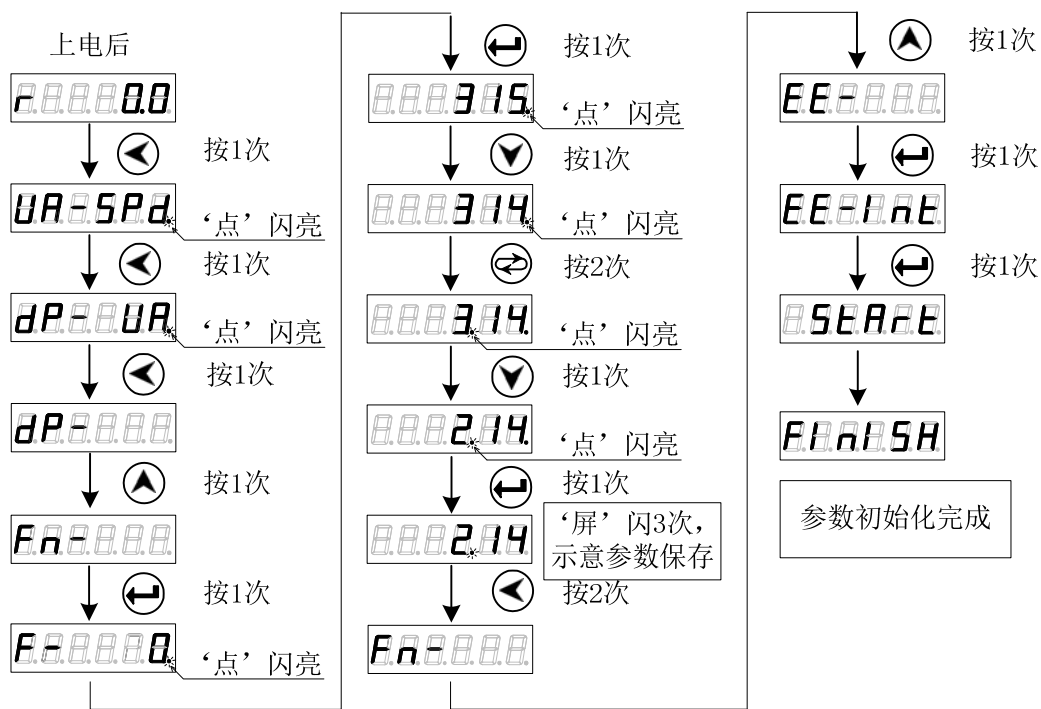 上电后
r 0.0
按1次
UA-SPd.
‘点’闪亮
按1次
dP- UA.
‘点’闪亮
按1次
dP-
按1次
Fn-
按1次
F- 0.
‘点’闪亮
按1次
315.
‘点’闪亮
按1次
314.
‘点’闪亮
按2次
3.14.
‘点’闪亮
按1次
2.14.
‘点’闪亮
按1次
‘屏’闪3次，
示意参数保存
2.14
按2次
Fn-
按1次
EE-
按1次
EE-Int
按1次
StArt
FInISH
参数初始化完成